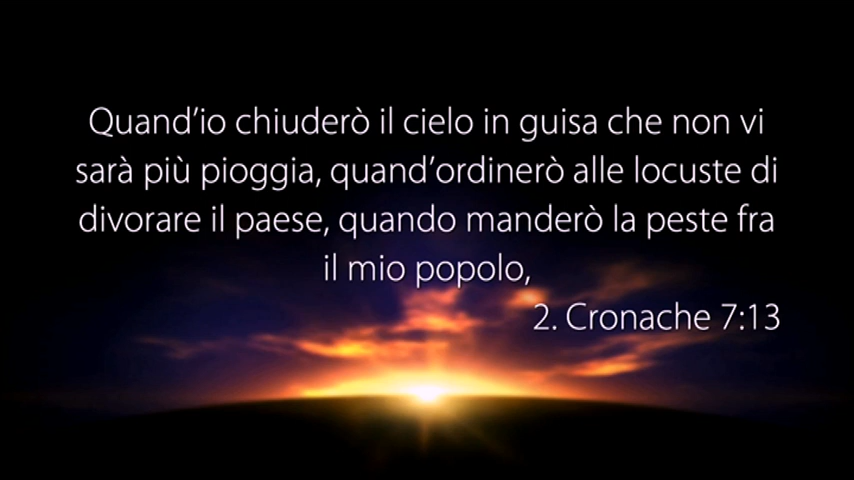 Quand’io chiuderò il cielo in guisa che non vi
sarà più pioggia, quand’ordinerò alle locuste di
divorare il paese, quando manderò la peste fra
il mio popolo,
2. Cronache 7:13